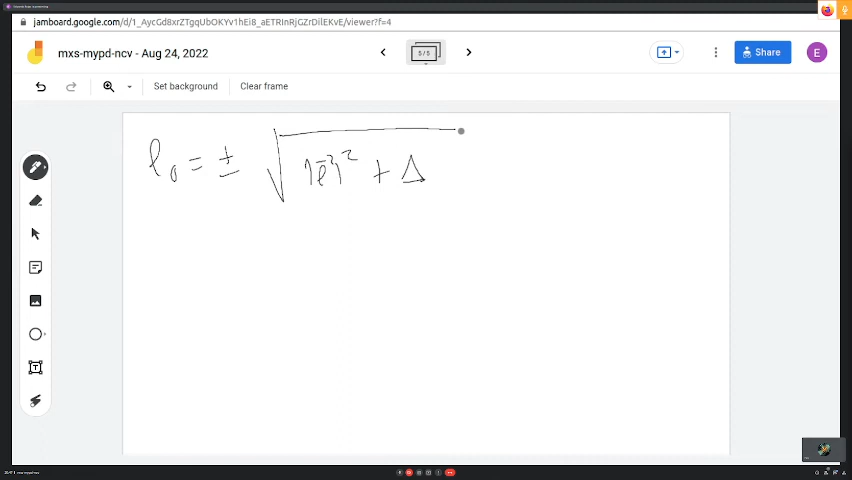 jamboard.google.com/d/1_AycGd8xrZTgqUbOKYv1hEi8_aETRInRjGZrDilEKvE/viewer?f=4
mxs-mypd-ncv - Aug 24, 2022
5/5
Share
E
Set background
Clear frame
ℓ₀ = ± √(|ℓ⃗|² + Δ